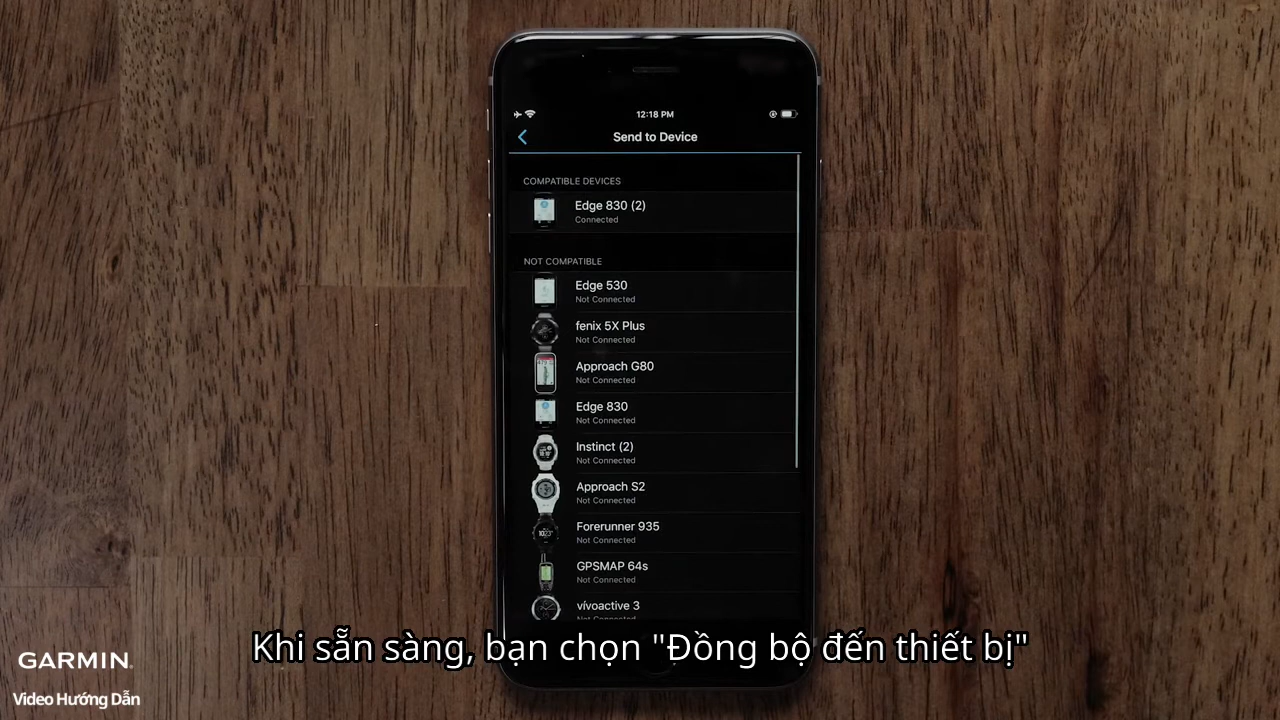 12:18 PM
Send to Device
COMPATIBLE DEVICES
Edge 830 (2)
Connected
NOT COMPATIBLE
Edge 530
Not Connected
fenix 5X Plus
Not Connected
Approach G80
Not Connected
Edge 830
Not Connected
Instinct (2)
Not Connected
Approach S2
Not Connected
Forerunner 935
Not Connected
GPSMAP 64s
Not Connected
vívoactive 3
Not Connected
Khi sẵn sàng, bạn chọn "Đồng bộ đến thiết bị"
GARMIN.
Video Hướng Dẫn